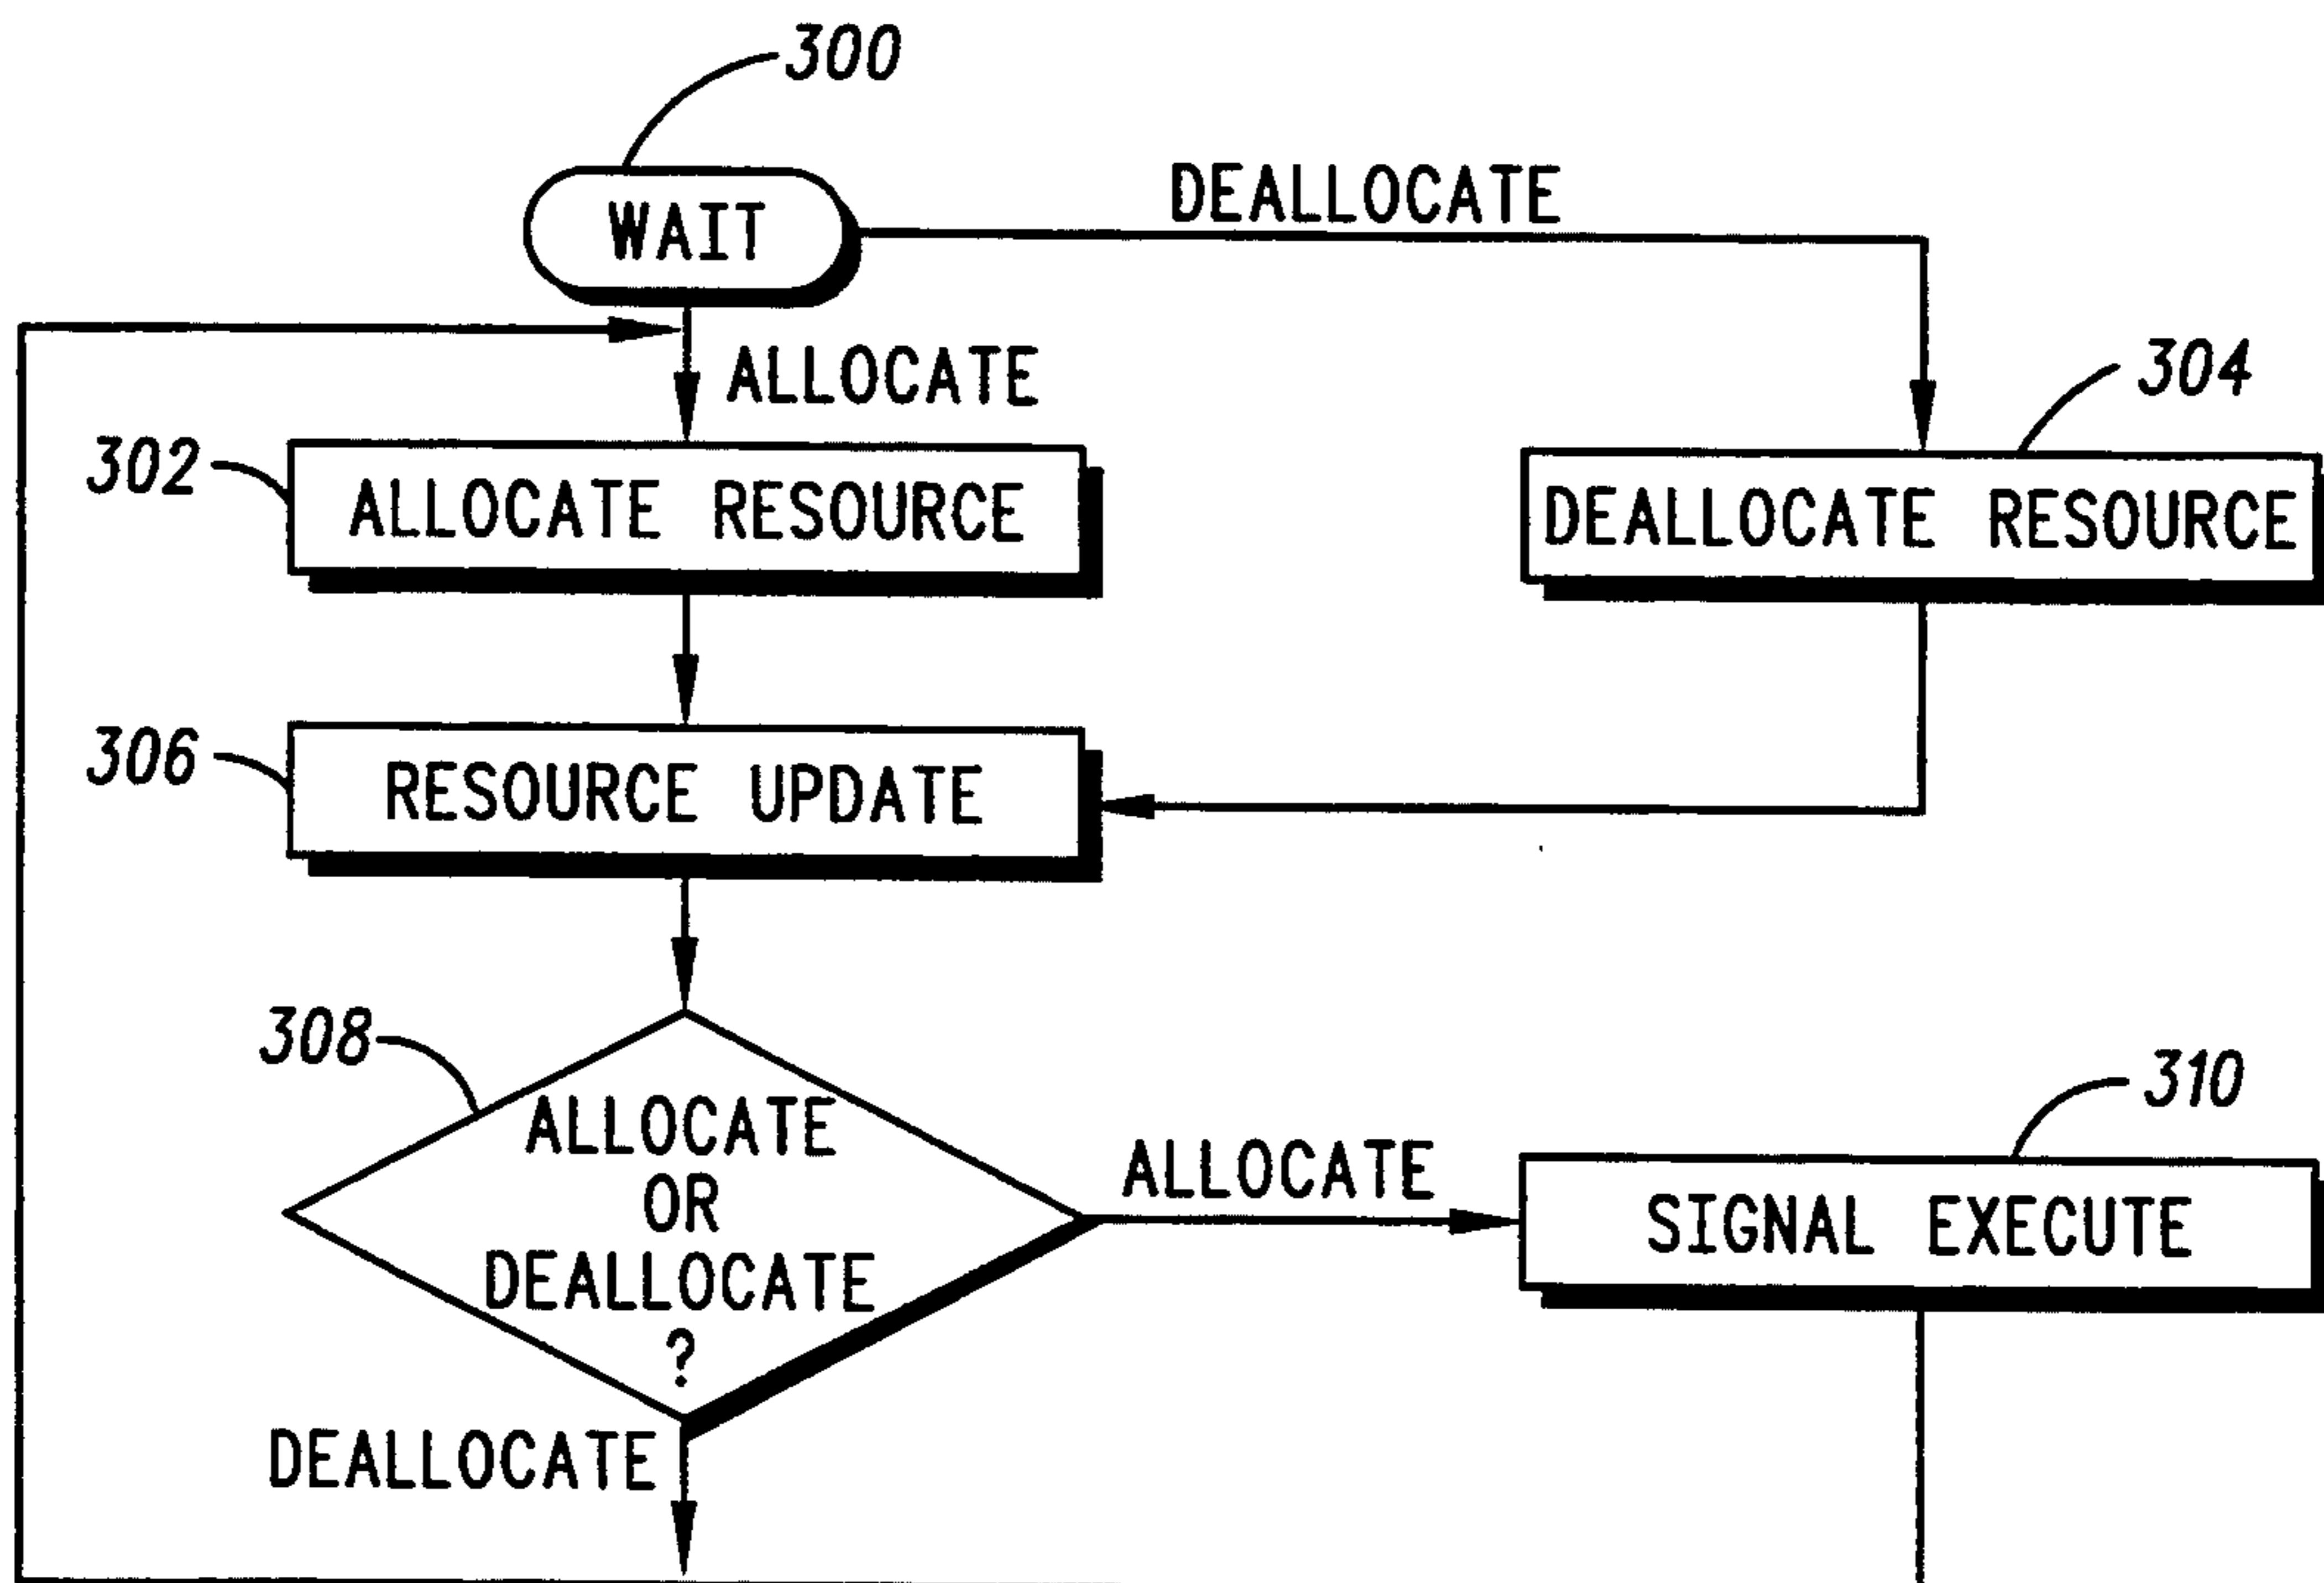 300
WAIT
DEALLOCATE
ALLOCATE
302
ALLOCATE RESOURCE
304
DEALLOCATE RESOURCE
306
RESOURCE UPDATE
308
ALLOCATE
OR
DEALLOCATE
?
ALLOCATE
310
SIGNAL EXECUTE
DEALLOCATE